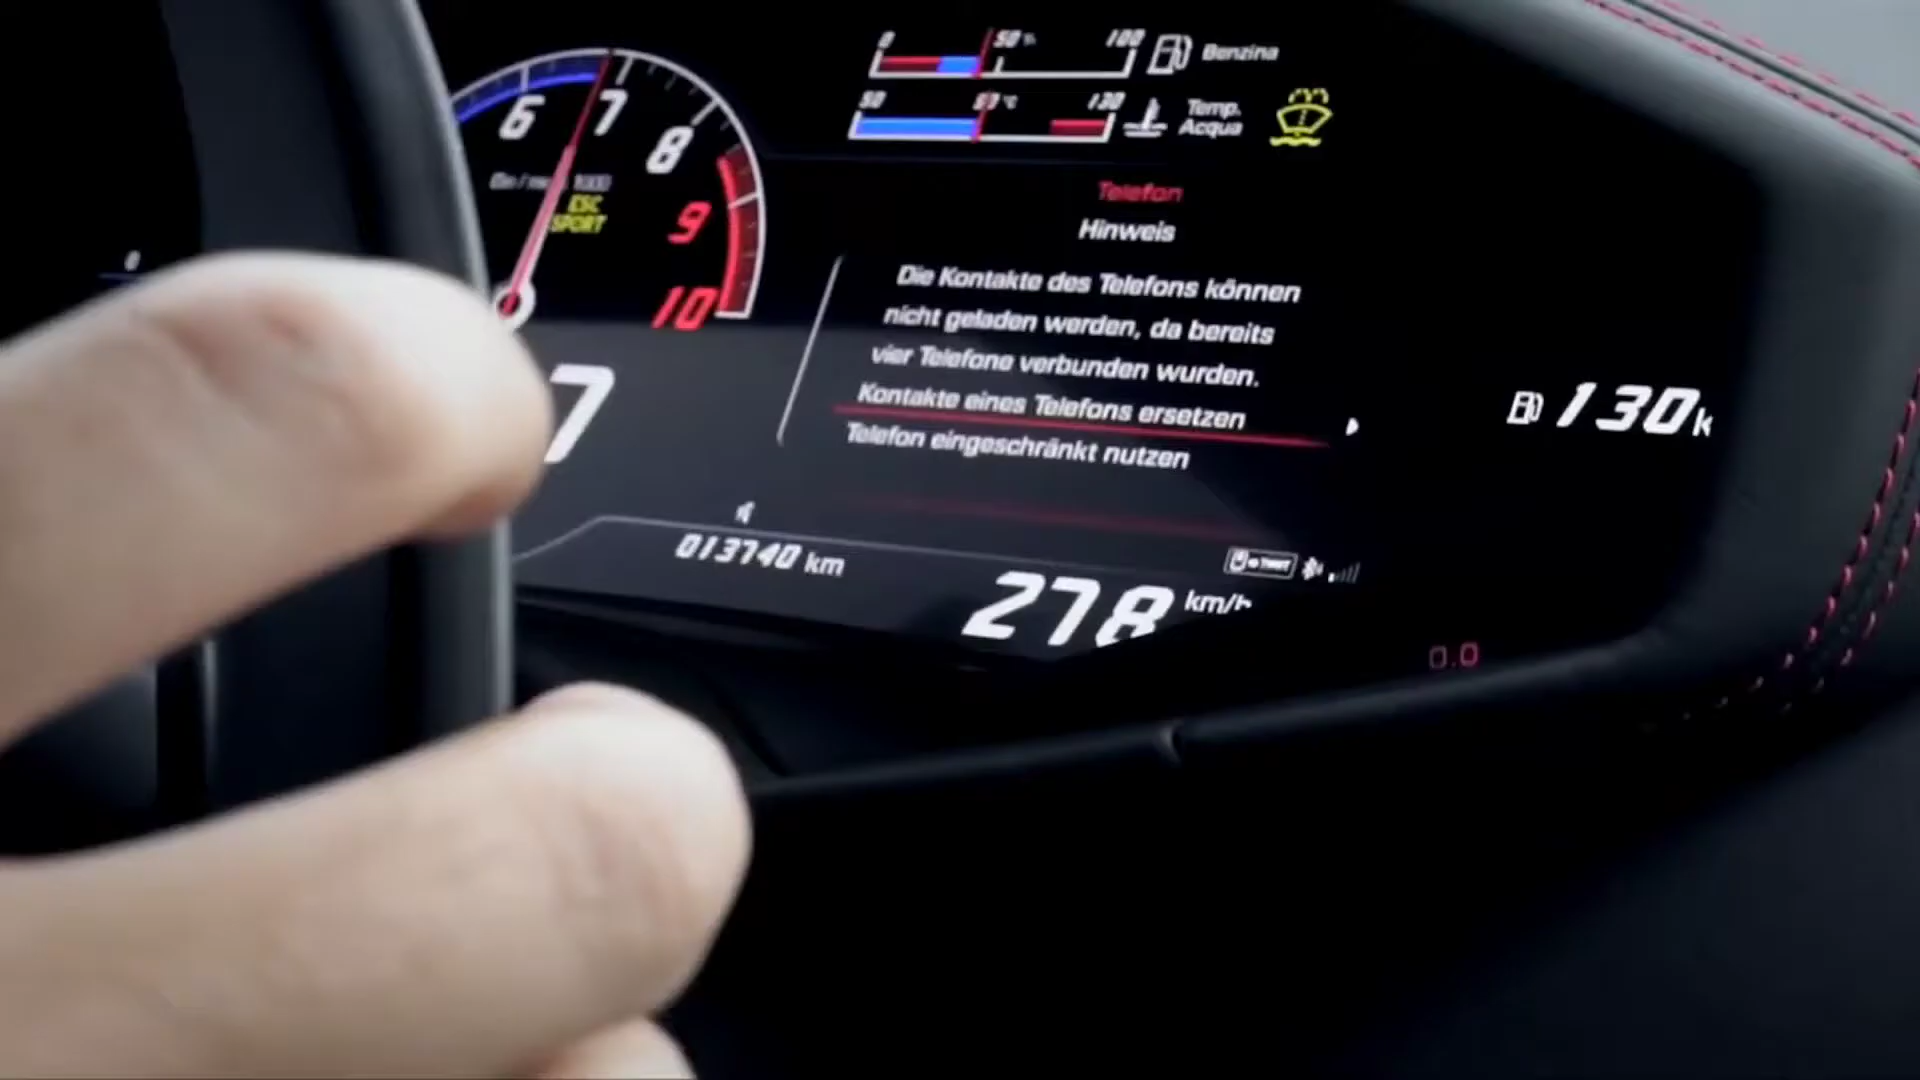 0 50 100 Benzina
50 130 Temp.
Acqua
6 7 8 9 10
ESC
SPORT
Telefon
Hinweis
Die Kontakte des Telefons können
nicht geladen werden, da bereits
vier Telefone verbunden wurden.
Kontakte eines Telefons ersetzen
Telefon eingeschränkt nutzen
0
7
130 k
013740 km
278 km/h
0.0